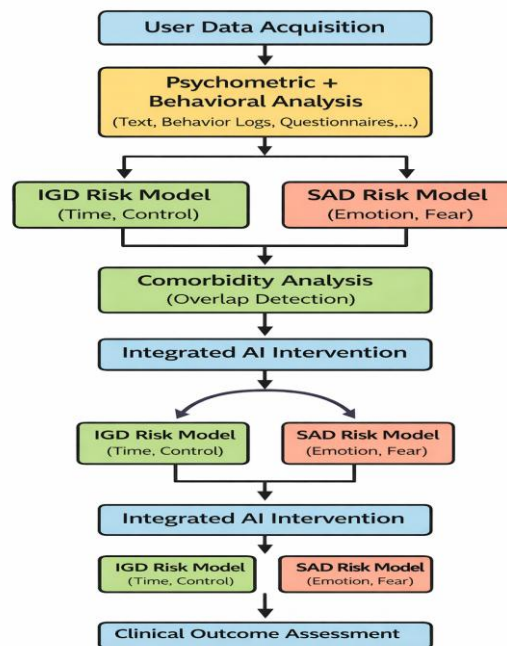 User Data Acquisition
Psychometric +
Behavioral Analysis
(Text, Behavior Logs, Questionnaires,...)
IGD Risk Model
(Time, Control)
SAD Risk Model
(Emotion, Fear)
Comorbidity Analysis
(Overlap Detection)
Integrated AI Intervention
IGD Risk Model
(Time, Control)
SAD Risk Model
(Emotion, Fear)
Integrated AI Intervention
IGD Risk Model
(Time, Control)
SAD Risk Model
(Emotion, Fear)
Clinical Outcome Assessment